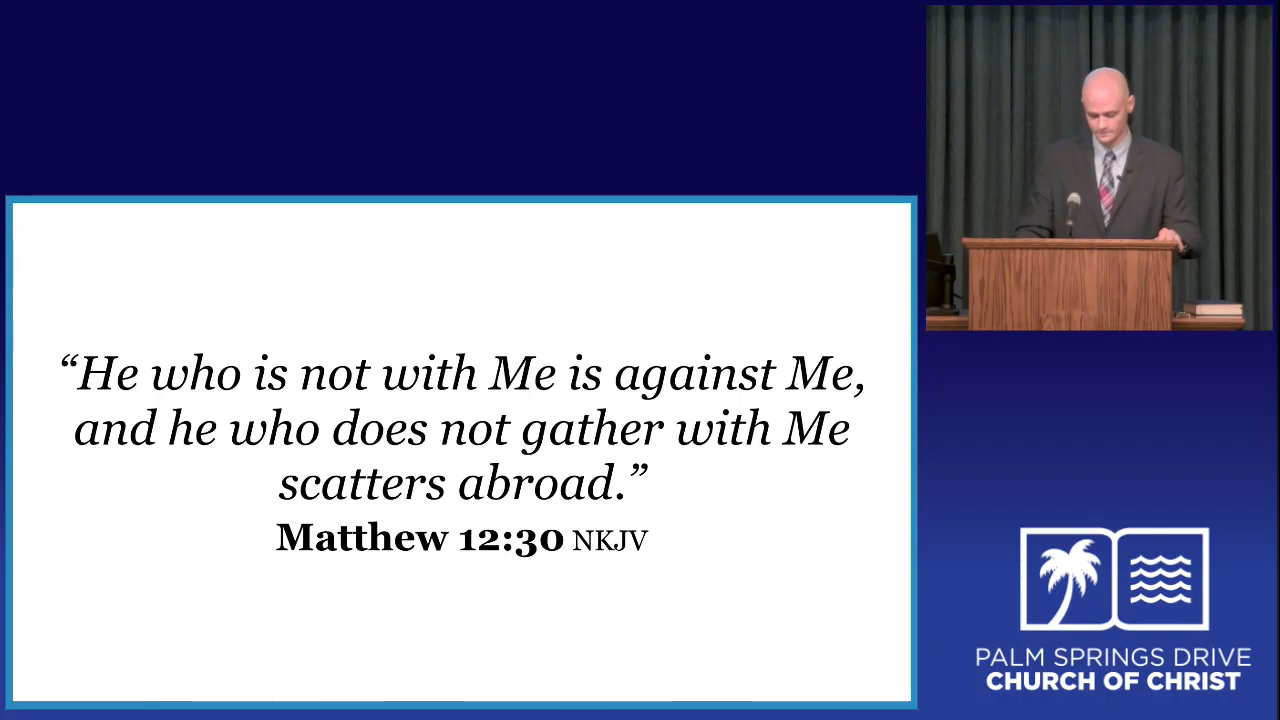 “He who is not with Me is against Me,
and he who does not gather with Me
scatters abroad.”
Matthew 12:30 NKJV
PALM SPRINGS DRIVE
CHURCH OF CHRIST